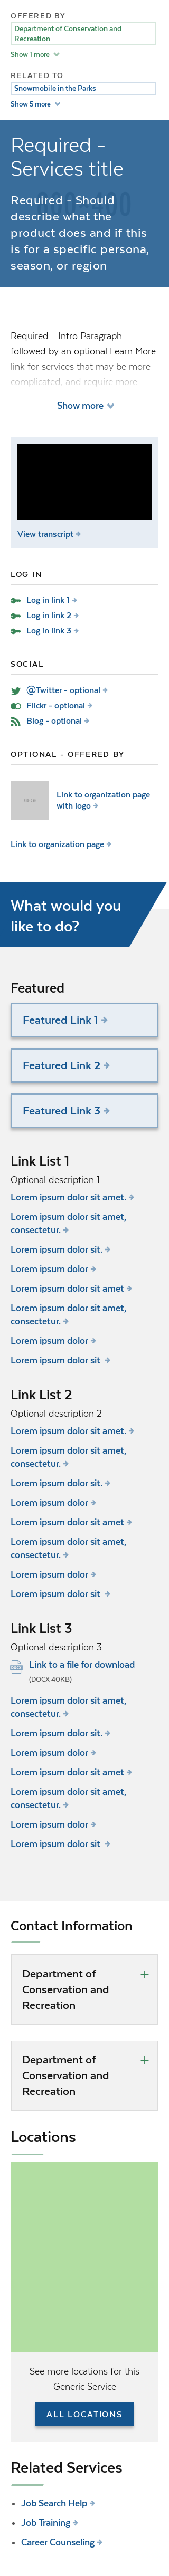 OFFERED BY
Department of Conservation and
Recreation
Show 1 more
RELATED TO
Snowmobile in the Parks
Show 5 more
Required -
Services title
Required - Should
describe what the
product does and if this
is for a specific persona,
season, or region
Required - Intro Paragraph
followed by an optional Learn More
link for services that may be more
complicated, and require more
Show more
View transcript
LOG IN
Log in link 1
Log in link 2
Log in link 3
SOCIAL
@Twitter - optional
Flickr - optional
Blog - optional
OPTIONAL - OFFERED BY
Link to organization page
with logo
Link to organization page
What would you
like to do?
Featured
Featured Link 1
Featured Link 2
Featured Link 3
Link List 1
Optional description 1
Lorem ipsum dolor sit amet.
Lorem ipsum dolor sit amet,
consectetur.
Lorem ipsum dolor sit.
Lorem ipsum dolor
Lorem ipsum dolor sit amet
Lorem ipsum dolor sit amet,
consectetur.
Lorem ipsum dolor
Lorem ipsum dolor sit
Link List 2
Optional description 2
Lorem ipsum dolor sit amet.
Lorem ipsum dolor sit amet,
consectetur.
Lorem ipsum dolor sit.
Lorem ipsum dolor
Lorem ipsum dolor sit amet
Lorem ipsum dolor sit amet,
consectetur.
Lorem ipsum dolor
Lorem ipsum dolor sit
Link List 3
Optional description 3
Link to a file for download
(DOCX 40KB)
Lorem ipsum dolor sit amet,
consectetur.
Lorem ipsum dolor sit.
Lorem ipsum dolor
Lorem ipsum dolor sit amet
Lorem ipsum dolor sit amet,
consectetur.
Lorem ipsum dolor
Lorem ipsum dolor sit
Contact Information
Department of
Conservation and
Recreation
Department of
Conservation and
Recreation
Locations
See more locations for this
Generic Service
ALL LOCATIONS
Related Services
Job Search Help
Job Training
Career Counseling